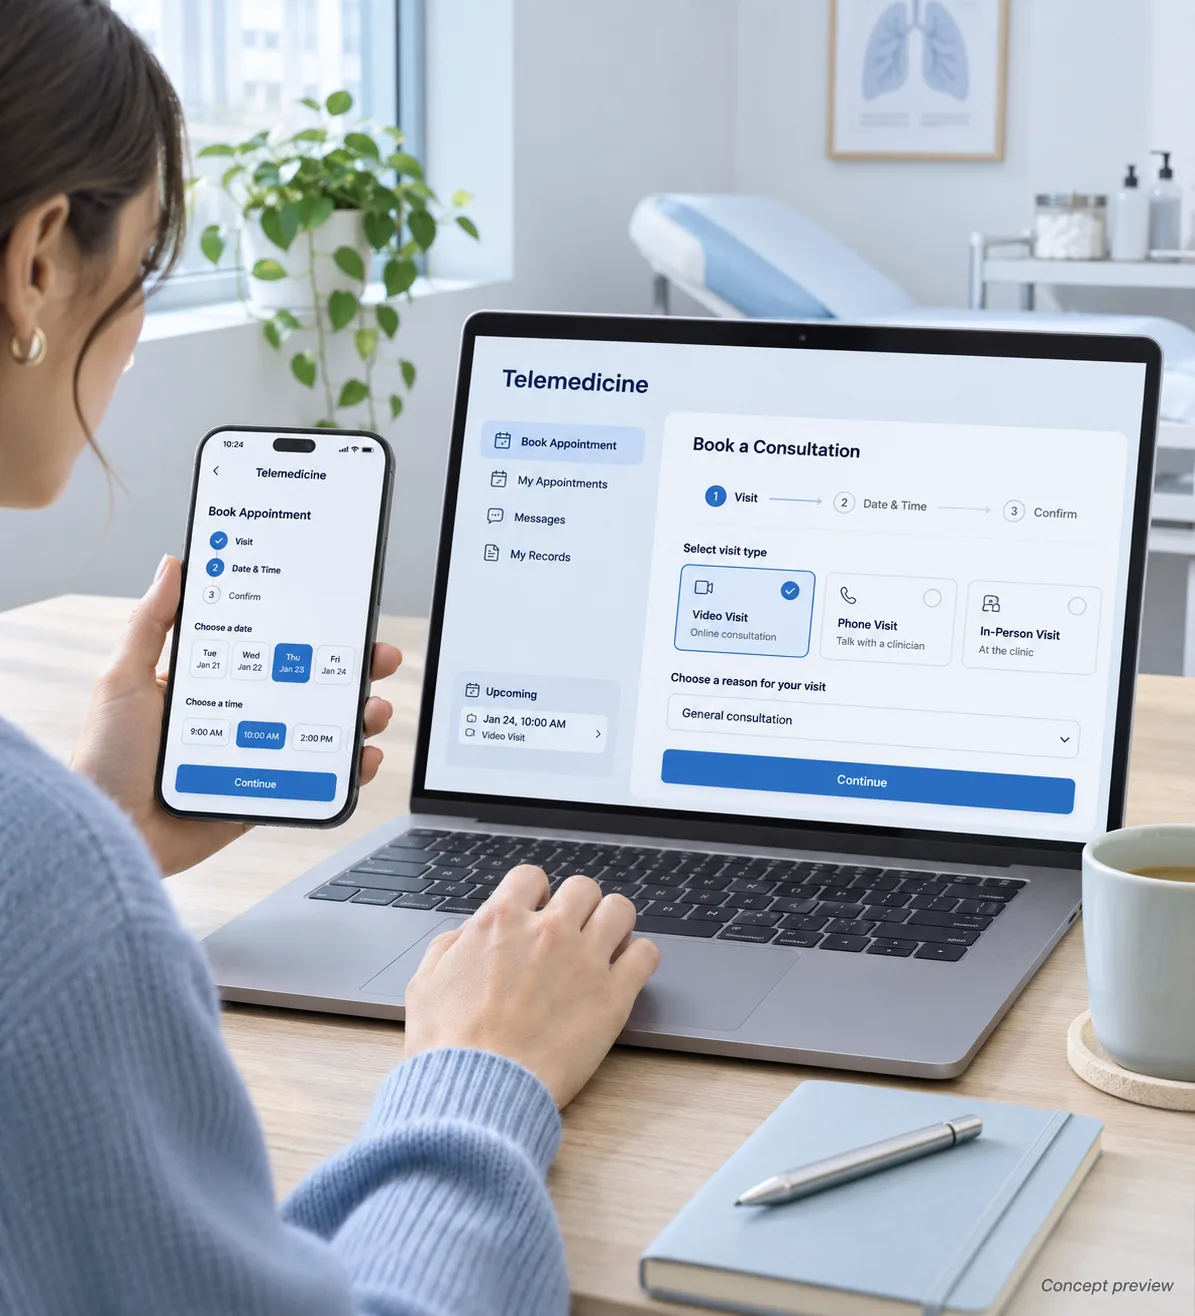 10:24
Telemedicine
Book Appointment
Visit
2 Date & Time
3 Confirm
Choose a date
Tue Wed Thu Fri
Jan 21 Jan 22 Jan 23 Jan 24
Choose a time
9:00 AM 10:00 AM 2:00 PM
Continue
Telemedicine
Book Appointment
My Appointments
Messages
My Records
Upcoming
Jan 24, 10:00 AM
Video Visit
Book a Consultation
1 Visit 2 Date & Time 3 Confirm
Select visit type
Video Visit
Online consultation
Phone Visit
Talk with a clinician
In-Person Visit
At the clinic
Choose a reason for your visit
General consultation
Continue
Concept preview